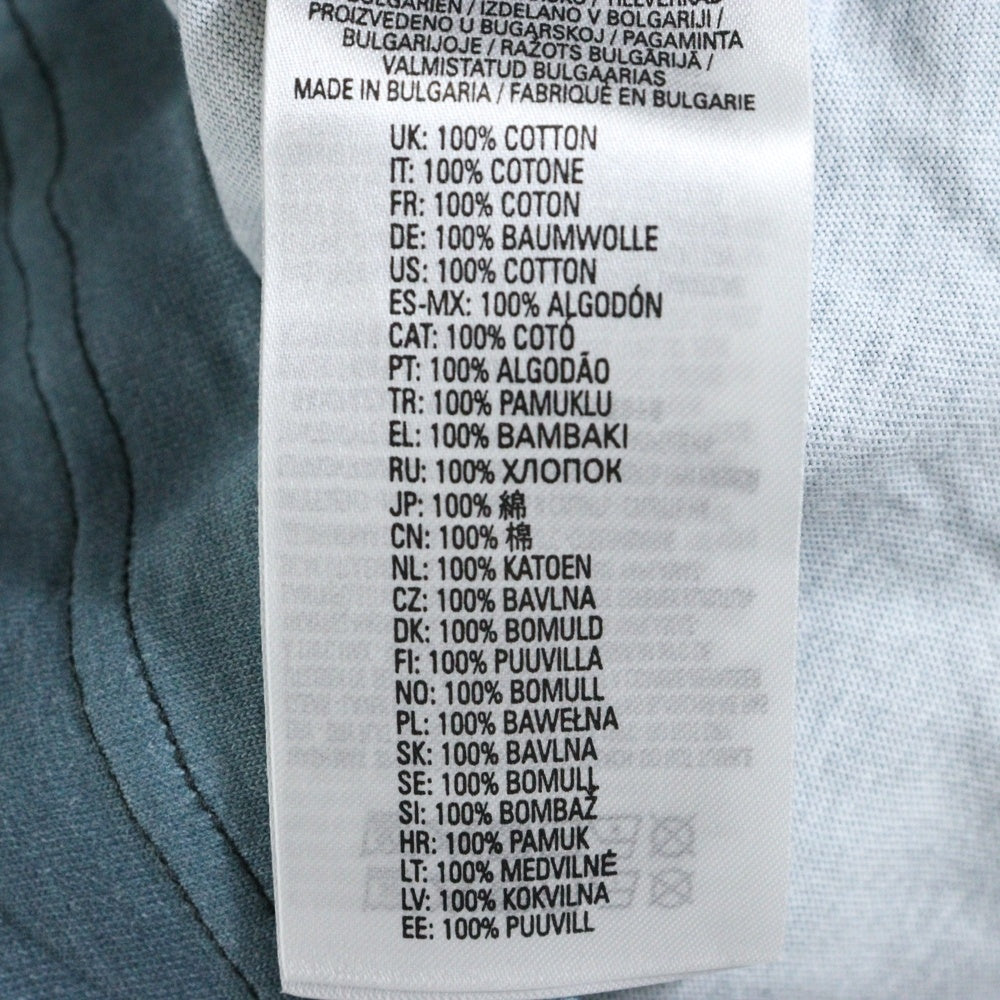 BULGARIEN / IZDELANO V BOLGARIJI /
PROIZVEDENO U BUGARSKOJ / PAGAMINTA
BULGARIJOJE / RAŽOTS BULGĀRIJĀ /
VALMISTATUD BULGAARIAS
MADE IN BULGARIA / FABRIQUÉ EN BULGARIE
UK: 100% COTTON
IT: 100% COTONE
FR: 100% COTON
DE: 100% BAUMWOLLE
US: 100% COTTON
ES-MX: 100% ALGODÓN
CAT: 100% COTÓ
PT: 100% ALGODÃO
TR: 100% PAMUKLU
EL: 100% BAMBAKI
RU: 100% ХЛОПОК
JP: 100% 綿
CN: 100% 棉
NL: 100% KATOEN
CZ: 100% BAVLNA
DK: 100% BOMULD
FI: 100% PUUVILLA
NO: 100% BOMULL
PL: 100% BAWEŁNA
SK: 100% BAVLNA
SE: 100% BOMULL
SI: 100% BOMBAŽ
HR: 100% PAMUK
LT: 100% MEDVILNĖ
LV: 100% KOKVILNA
EE: 100% PUUVILL